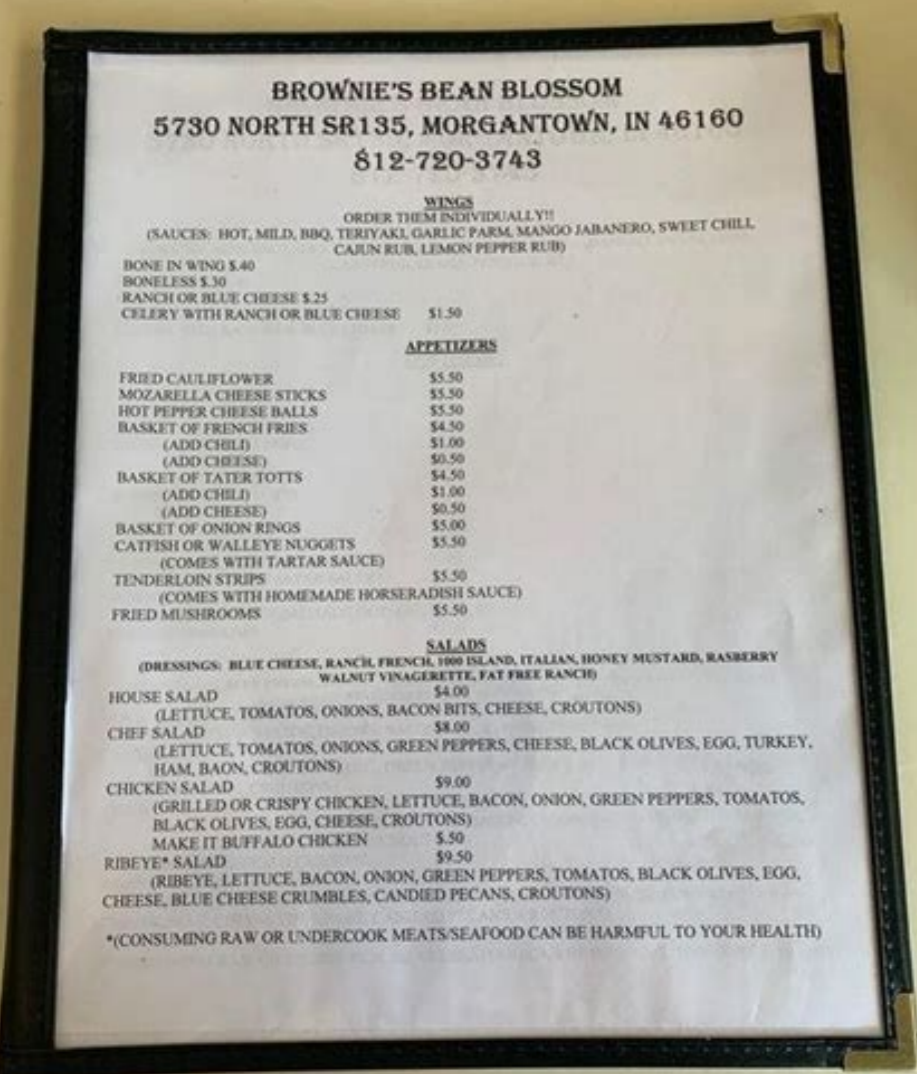 BROWNIE'S BEAN BLOSSOM
5730 NORTH SR135, MORGANTOWN, IN 46160
812-720-3743
WINGS
ORDER THEM INDIVIDUALLY!!
(SAUCES: HOT, MILD, BBQ, TERIYAKI, GARLIC PARM, MANGO JABANERO, SWEET CHILI,
CAJUN RUB, LEMON PEPPER RUB)
BONE IN WING $.40
BONELESS $.30
RANCH OR BLUE CHEESE $.25
CELERY WITH RANCH OR BLUE CHEESE $1.50
APPETIZERS
FRIED CAULIFLOWER $5.50
MOZARELLA CHEESE STICKS $5.50
HOT PEPPER CHEESE BALLS $5.50
BASKET OF FRENCH FRIES $4.50
(ADD CHILI) $1.00
(ADD CHEESE) $0.50
BASKET OF TATER TOTTS $4.50
(ADD CHILI) $1.00
(ADD CHEESE) $0.50
BASKET OF ONION RINGS $5.00
CATFISH OR WALLEYE NUGGETS $5.50
(COMES WITH TARTAR SAUCE)
TENDERLOIN STRIPS $5.50
(COMES WITH HOMEMADE HORSERADISH SAUCE)
FRIED MUSHROOMS $5.50
SALADS
(DRESSINGS: BLUE CHEESE, RANCH, FRENCH, 1000 ISLAND, ITALIAN, HONEY MUSTARD, RASBERRY
WALNUT VINAGERETTE, FAT FREE RANCH)
HOUSE SALAD $4.00
(LETTUCE, TOMATOS, ONIONS, BACON BITS, CHEESE, CROUTONS)
CHEF SALAD $8.00
(LETTUCE, TOMATOS, ONIONS, GREEN PEPPERS, CHEESE, BLACK OLIVES, EGG, TURKEY,
HAM, BAON, CROUTONS)
CHICKEN SALAD $9.00
(GRILLED OR CRISPY CHICKEN, LETTUCE, BACON, ONION, GREEN PEPPERS, TOMATOS,
BLACK OLIVES, EGG, CHEESE, CROUTONS)
MAKE IT BUFFALO CHICKEN $.50
RIBEYE* SALAD $9.50
(RIBEYE, LETTUCE, BACON, ONION, GREEN PEPPERS, TOMATOS, BLACK OLIVES, EGG,
CHEESE, BLUE CHEESE CRUMBLES, CANDIED PECANS, CROUTONS)
*(CONSUMING RAW OR UNDERCOOK MEATS/SEAFOOD CAN BE HARMFUL TO YOUR HEALTH)